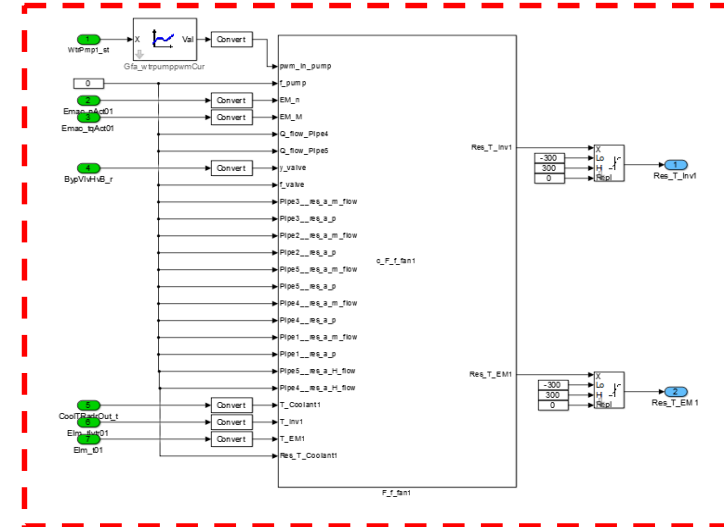 1
X
Val
Convert
WtrPmp1_st
Gfa_wtrpumppwmCur
pwm_in_pump
0
f_pump
2
Convert
EM_n
Emao_nAct01
3
Convert
EM_M
Emao_tqAct01
Q_flow_Pipe4
Q_flow_Pipe5
4
Convert
y_valve
BypVlvHvB_r
f_valve
Pipe3__res_a_m_flow
Pipe3__res_a_p
Pipe2__res_a_m_flow
Pipe2__res_a_p
Pipe5__res_a_m_flow
Pipe5__res_a_p
Pipe4__res_a_m_flow
Pipe4__res_a_p
Pipe1__res_a_m_flow
Pipe1__res_a_p
Pipe5__res_a_H_flow
Pipe4__res_a_H_flow
5
Convert
T_Coolant1
CoolTRadrOut_t
6
Convert
T_Inv1
7
Convert
T_EM1
Elm_t01
Res_T_Coolant1
c_F_f_fan1
F_f_fan1
Res_T_Inv1
-300
300
0
X
Lo
Hi
Repl
1
Res_T_Inv1
Res_T_EM1
-300
300
0
X
Lo
Hi
Repl
2
Res_T_EM1